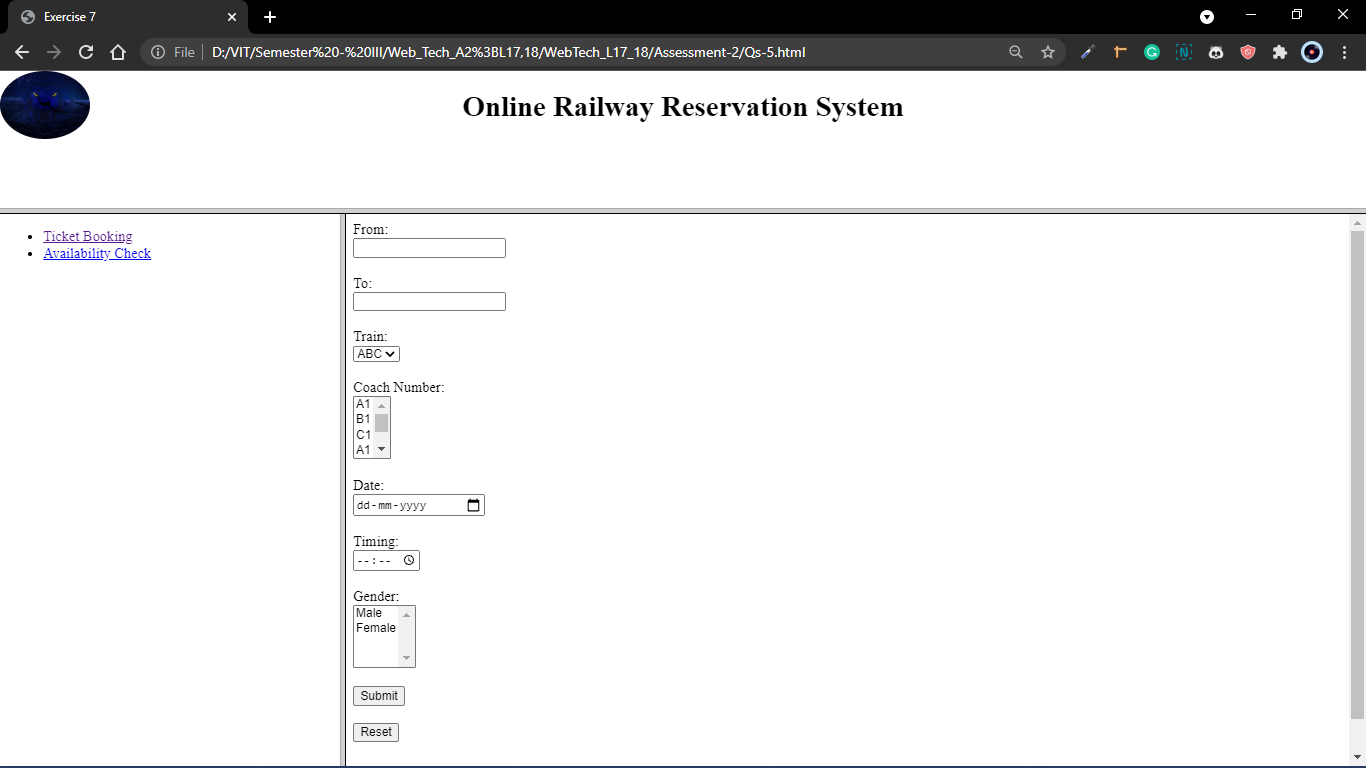 Exercise 7
File D:/VIT/Semester%20-%20III/Web_Tech_A2%3BL17,18/WebTech_L17_18/Assessment-2/Qs-5.html
Online Railway Reservation System
Ticket Booking
Availability Check
From:
To:
Train:
ABC
Coach Number:
A1
B1
C1
A1
Date:
dd-mm-yyyy
Timing:
--:--
Gender:
Male
Female
Submit
Reset